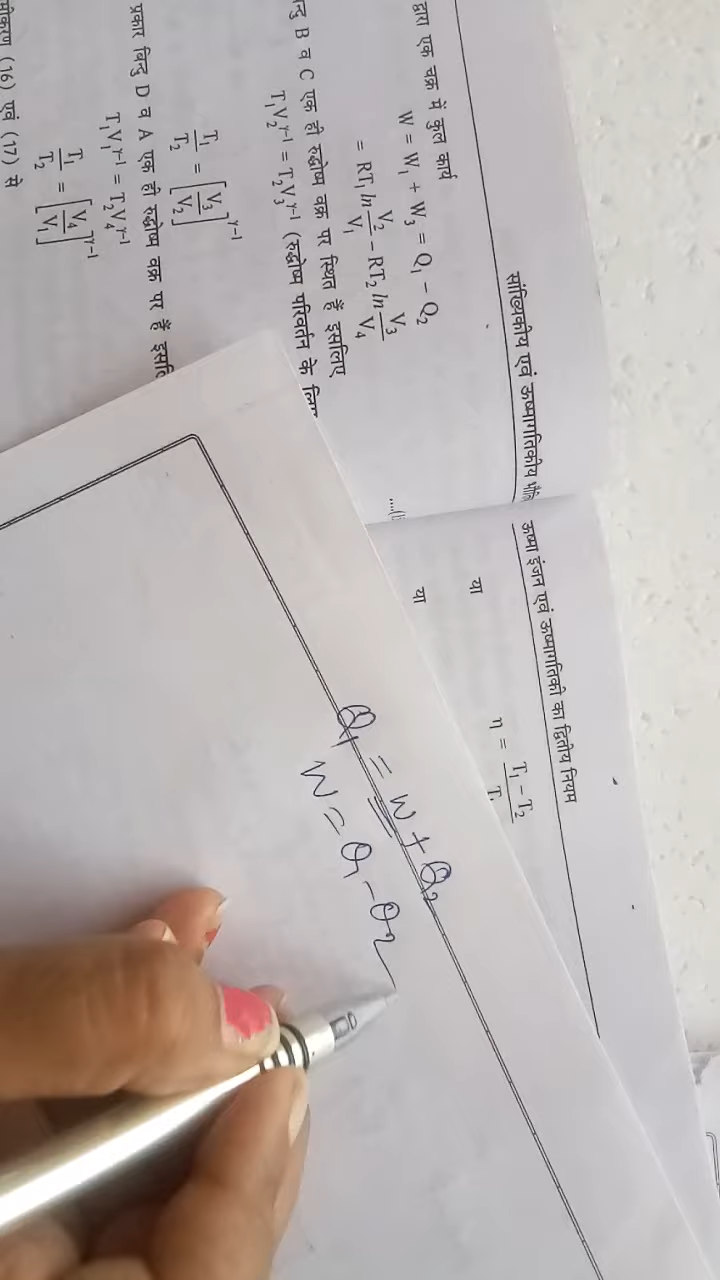 सांख्यिकीय एवं ऊष्मागतिकीय
द्वारा एक चक्र में कुल कार्य
W = W₁ + W₃ = Q₁ − Q₂
= RT₁ ln V₂/V₁ − RT₂ ln V₃/V₄
B व C एक ही रुद्धोष्म वक्र पर स्थित हैं इसलिए
T₁V₂^γ−1 = T₂V₃^γ−1 (रुद्धोष्म परिवर्तन के
T₁/T₂ = [V₃/V₂]^γ−1
प्रकार बिन्दु D व A एक ही रुद्धोष्म वक्र पर हैं
T₁V₁^γ−1 = T₂V₄^γ−1
T₁/T₂ = [V₄/V₁]^γ−1
(16) एवं (17) से
ऊष्मा इंजन एवं ऊष्मागतिकी का द्वितीय नियम
η = T₁ − T₂/T
या
या
Q₁ = W + Q₂
W = Q₁ − Q₂